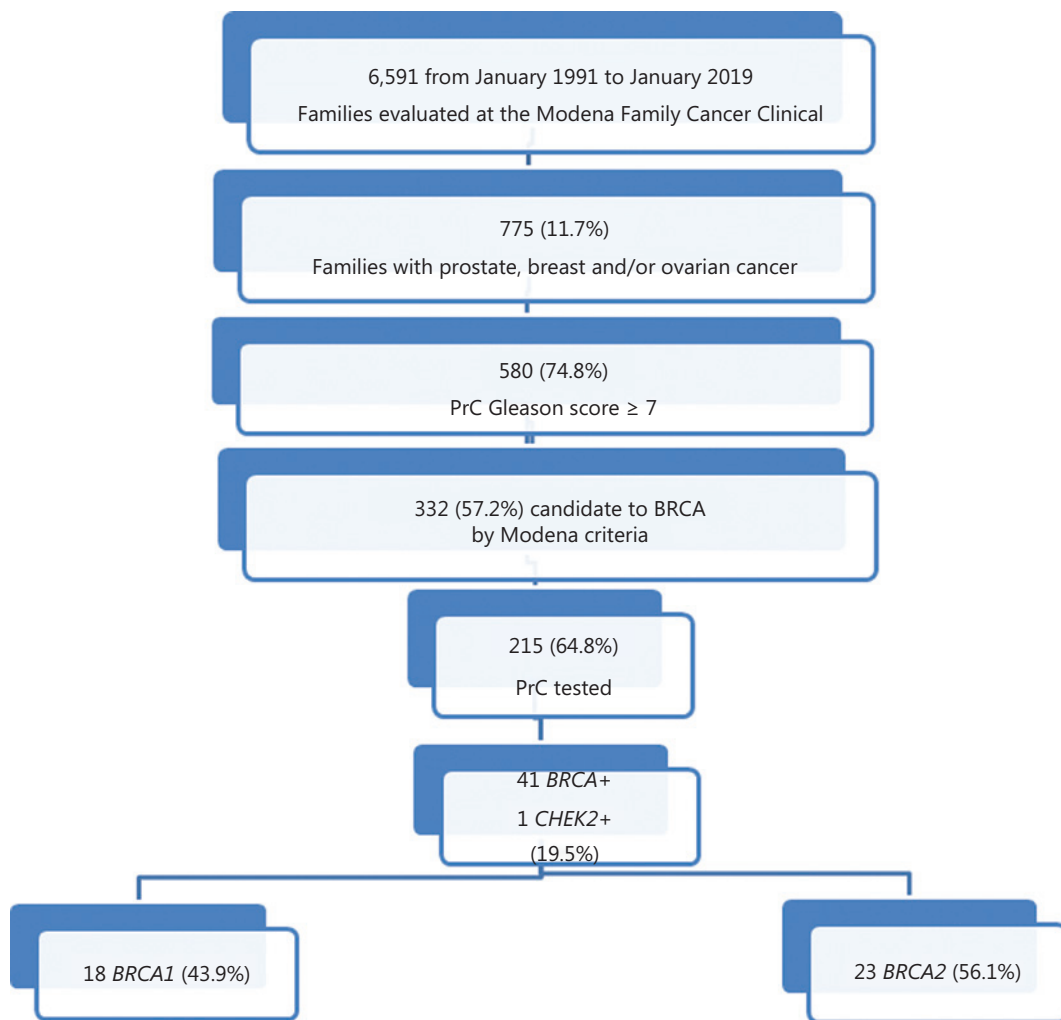 6,591 from January 1991 to January 2019
Families evaluated at the Modena Family Cancer Clinical
775 (11.7%)
Families with prostate, breast and/or ovarian cancer
580 (74.8%)
PrC Gleason score ≥ 7
332 (57.2%) candidate to BRCA
by Modena criteria
215 (64.8%)
PrC tested
41 BRCA+
1 CHEK2+
(19.5%)
18 BRCA1 (43.9%)
23 BRCA2 (56.1%)